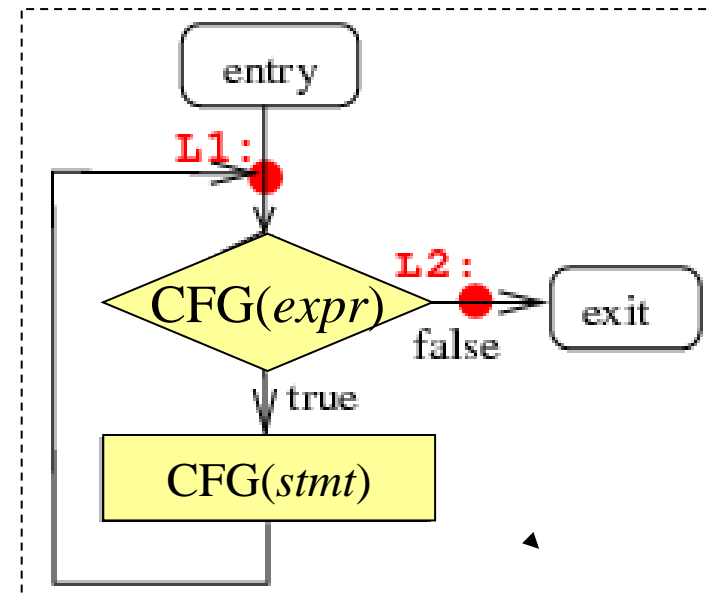 entry
L1:
L2:
CFG(expr)
exit
false
true
CFG(stmt)